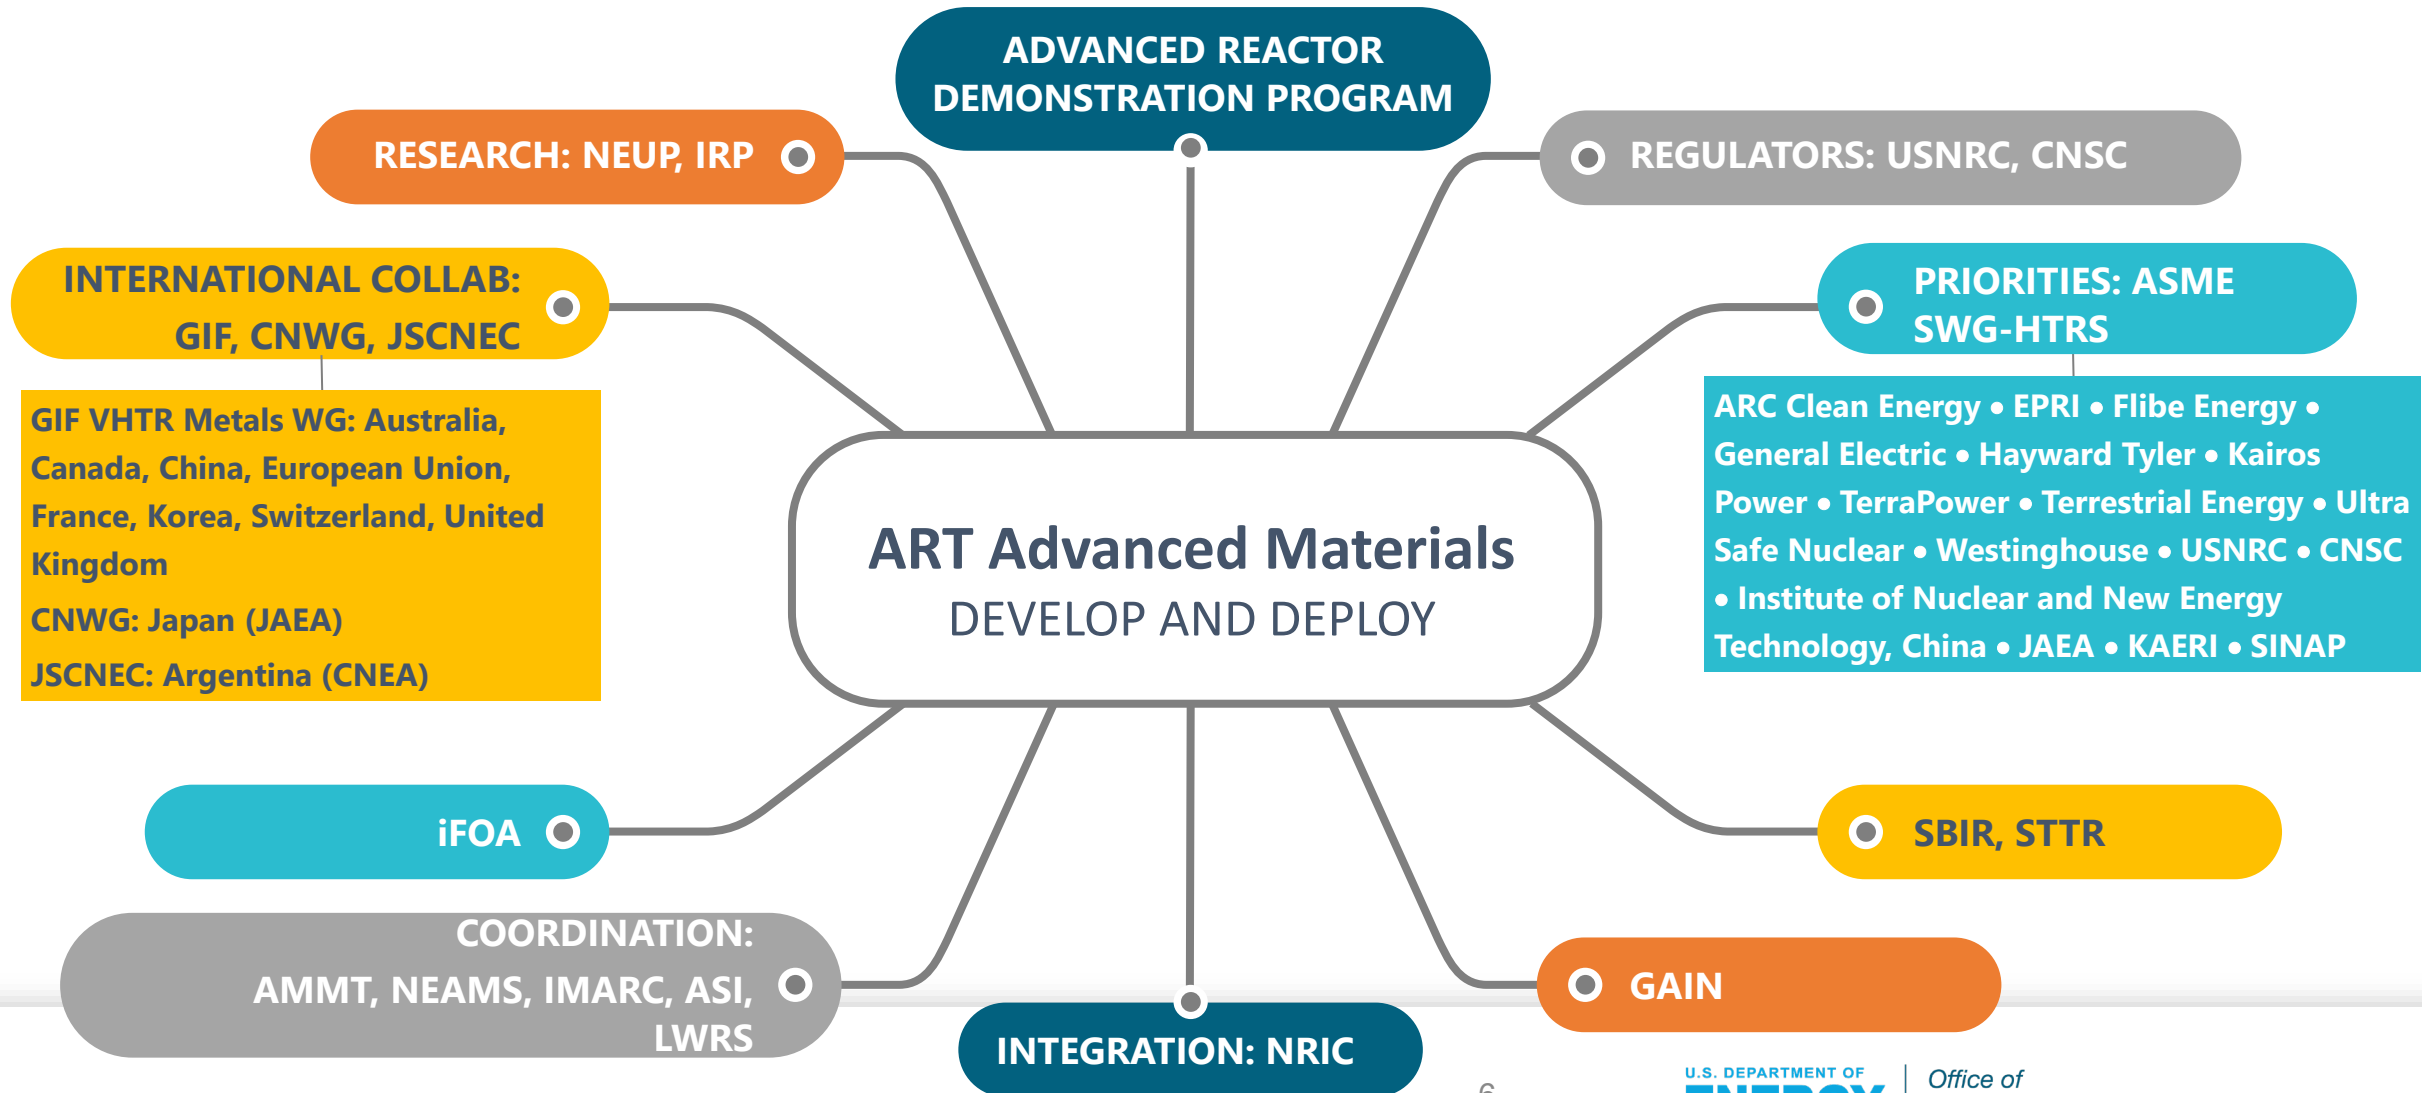 ADVANCED REACTOR
DEMONSTRATION PROGRAM
RESEARCH: NEUP, IRP
REGULATORS: USNRC, CNSC
INTERNATIONAL COLLAB:
GIF, CNWG, JSCNEC
PRIORITIES: ASME
SWG-HTRS
GIF VHTR Metals WG: Australia,
Canada, China, European Union,
France, Korea, Switzerland, United
Kingdom
CNWG: Japan (JAEA)
JSCNEC: Argentina (CNEA)
ARC Clean Energy • EPRI • Flibe Energy •
General Electric • Hayward Tyler • Kairos
Power • TerraPower • Terrestrial Energy • Ultra
Safe Nuclear • Westinghouse • USNRC • CNSC
• Institute of Nuclear and New Energy
Technology, China • JAEA • KAERI • SINAP
ART Advanced Materials
DEVELOP AND DEPLOY
iFOA
SBIR, STTR
COORDINATION:
AMMT, NEAMS, IMARC, ASI,
LWRS
GAIN
INTEGRATION: NRIC
U.S. DEPARTMENT OF
ENERGY
Office of